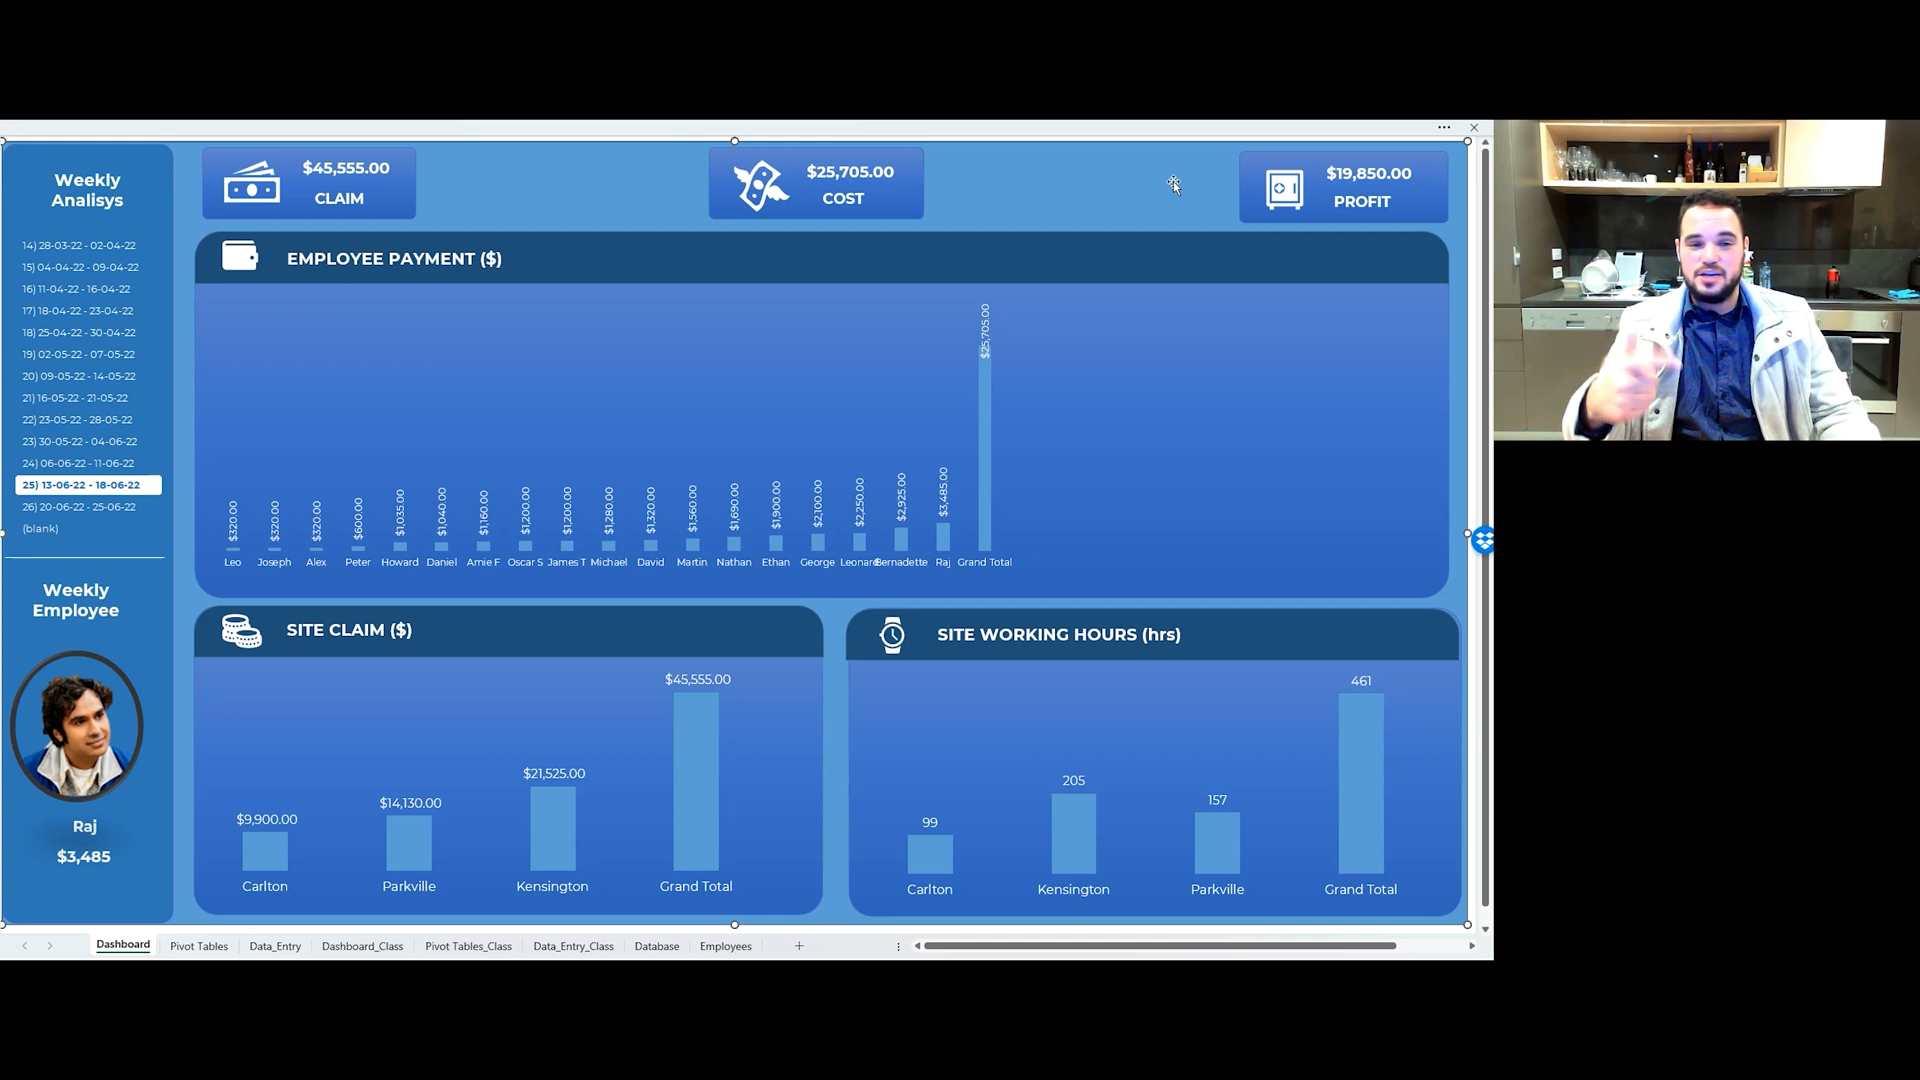 Weekly
Analisys
14) 28-03-22 - 02-04-22
15) 04-04-22 - 09-04-22
16) 11-04-22 - 16-04-22
17) 18-04-22 - 23-04-22
18) 25-04-22 - 30-04-22
19) 02-05-22 - 07-05-22
20) 09-05-22 - 14-05-22
21) 16-05-22 - 21-05-22
22) 23-05-22 - 28-05-22
23) 30-05-22 - 04-06-22
24) 06-06-22 - 11-06-22
25) 13-06-22 - 18-06-22
26) 20-06-22 - 25-06-22
(blank)
Weekly
Employee
Raj
$3,485
$45,555.00
CLAIM
$25,705.00
COST
$19,850.00
PROFIT
EMPLOYEE PAYMENT ($)
$320.00 $320.00 $320.00 $600.00 $1,035.00 $1,040.00 $1,160.00 $1,200.00 $1,200.00 $1,280.00 $1,320.00 $1,560.00 $1,690.00 $1,900.00 $2,100.00 $2,250.00 $2,925.00 $3,485.00 $25,705.00
Leo Joseph Alex Peter Howard Daniel Amie F Oscar S James T Michael David Martin Nathan Ethan George Leonard Bernadette Raj Grand Total
SITE CLAIM ($)
$9,900.00 $14,130.00 $21,525.00 $45,555.00
Carlton Parkville Kensington Grand Total
SITE WORKING HOURS (hrs)
99 205 157 461
Carlton Kensington Parkville Grand Total
Dashboard Pivot Tables Data_Entry Dashboard_Class Pivot Tables_Class Data_Entry_Class Database Employees